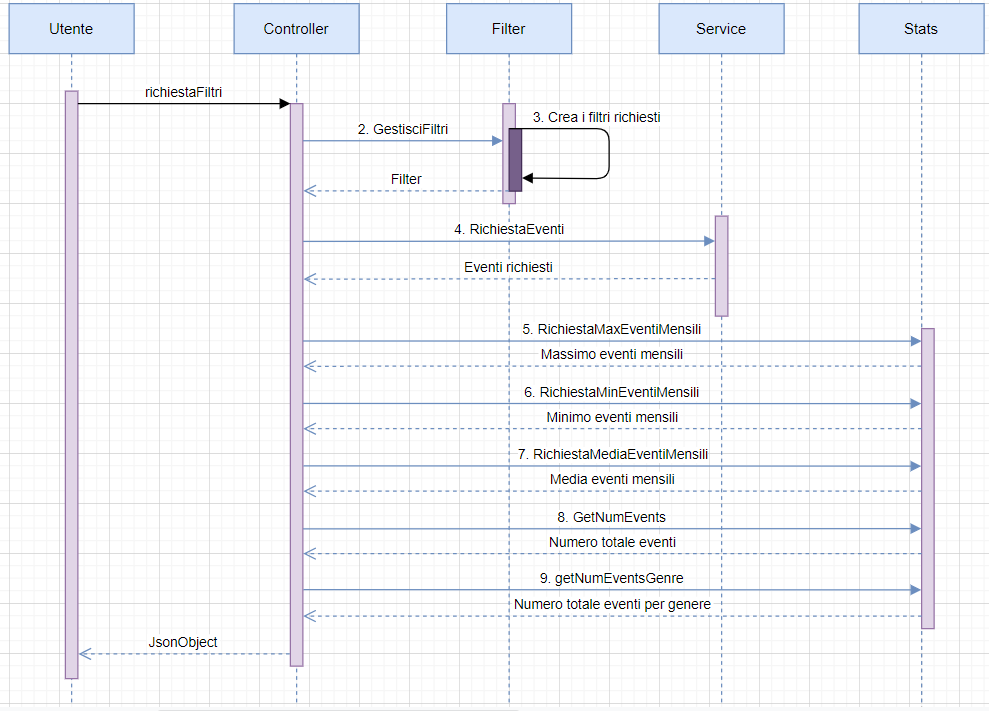 Utente
Controller
Filter
Service
Stats
richiestaFiltri
3. Crea i filtri richiesti
2. GestisciFiltri
Filter
4. RichiestaEventi
Eventi richiesti
5. RichiestaMaxEventiMensili
Massimo eventi mensili
6. RichiestaMinEventiMensili
Minimo eventi mensili
7. RichiestaMediaEventiMensili
Media eventi mensili
8. GetNumEvents
Numero totale eventi
9. getNumEventsGenre
Numero totale eventi per genere
JsonObject